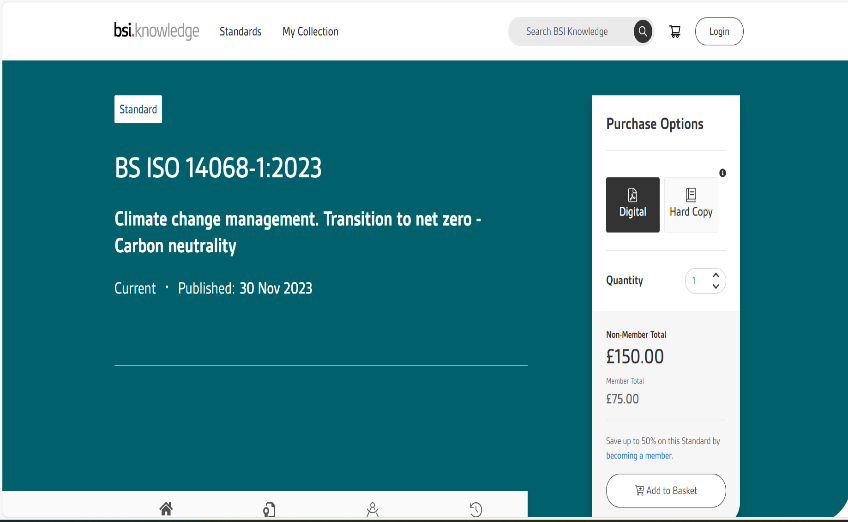 bsi.knowledge
Standards
My Collection
Search BSI Knowledge
Login
Standard
BS ISO 14068-1:2023
Climate change management. Transition to net zero -
Carbon neutrality
Current · Published: 30 Nov 2023
Purchase Options
Digital
Hard Copy
Quantity
1
Non-Member Total
£150.00
Member Total
£75.00
Save up to 50% on this Standard by
becoming a member.
Add to Basket